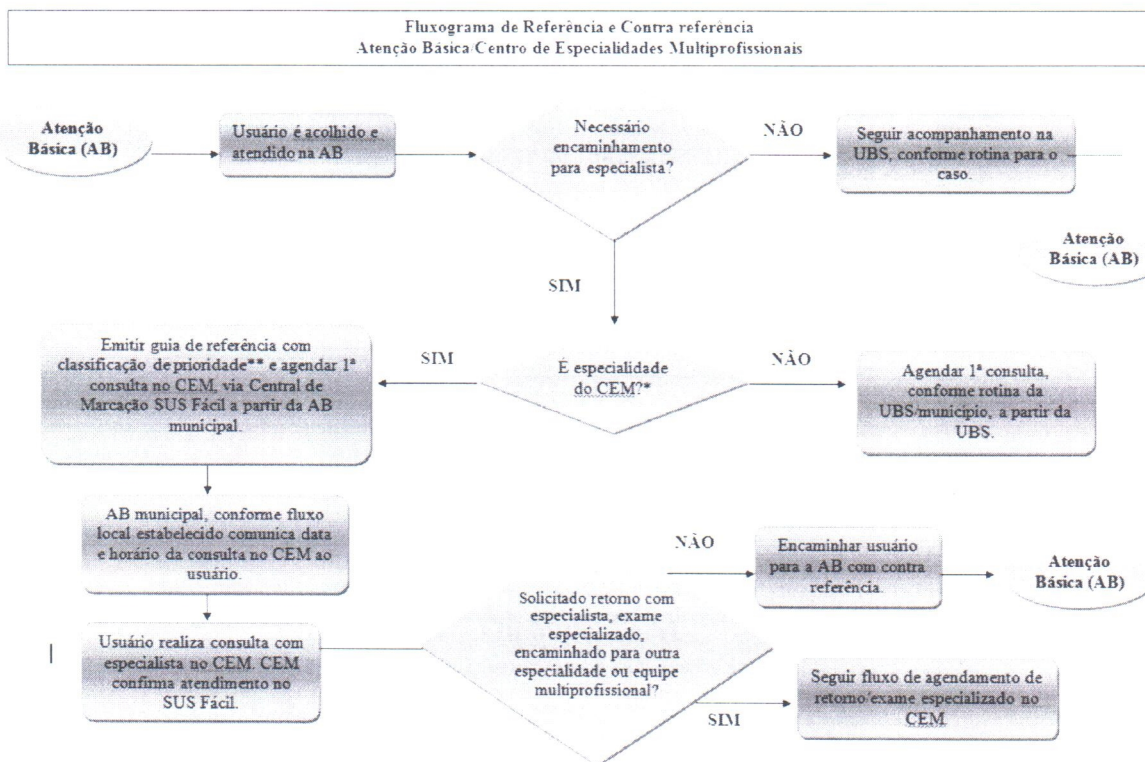 Fluxograma de Referência e Contra referência
Atenção Básica/Centro de Especialidades Multiprofissionais
Atenção
Básica (AB)
Usuário é acolhido e
atendido na AB
Necessário
encaminhamento
para especialista?
NÃO
Seguir acompanhamento na
UBS, conforme rotina para o
caso.
Atenção
Básica (AB)
SIM
Emitir guia de referência com
classificação de prioridade** e agendar 1ª
consulta no CEM, via Central de
Marcação SUS Fácil a partir da AB
municipal.
SIM
É especialidade
do CEM?*
NÃO
Agendar 1ª consulta,
conforme rotina da
UBS/município, a partir da
UBS.
AB municipal, conforme fluxo
local estabelecido comunica data
e horário da consulta no CEM ao
usuário.
NÃO
Encaminhar usuário
para a AB com contra
referência.
Atenção
Básica (AB)
Usuário realiza consulta com
especialista no CEM. CEM
confirma atendimento no
SUS Fácil.
Solicitado retorno com
especialista, exame
especializado,
encaminhado para outra
especialidade ou equipe
multiprofissional?
SIM
Seguir fluxo de agendamento de
retorno/exame especializado no
CEM.